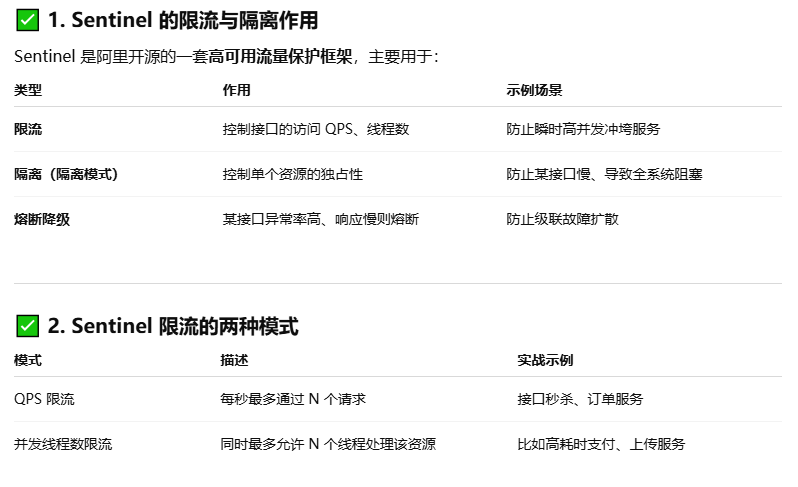 ✅ 1. Sentinel 的限流与隔离作用
Sentinel 是阿里开源的一套高可用流量保护框架，主要用于：
类型 作用 示例场景
限流 控制接口的访问 QPS、线程数 防止瞬时高并发冲垮服务
隔离（隔离模式） 控制单个资源的独占性 防止某接口慢、导致全系统阻塞
熔断降级 某接口异常率高、响应慢则熔断 防止级联故障扩散
✅ 2. Sentinel 限流的两种模式
模式 描述 实战示例
QPS 限流 每秒最多通过 N 个请求 接口秒杀、订单服务
并发线程数限流 同时最多允许 N 个线程处理该资源 比如高耗时支付、上传服务